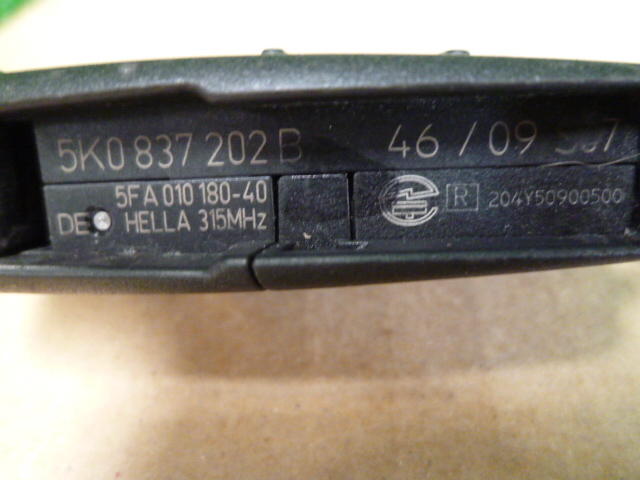 5K0 837 202 B 46 / 09
5FA 010 180-40
DE HELLA 315MHz
R 204Y50900500